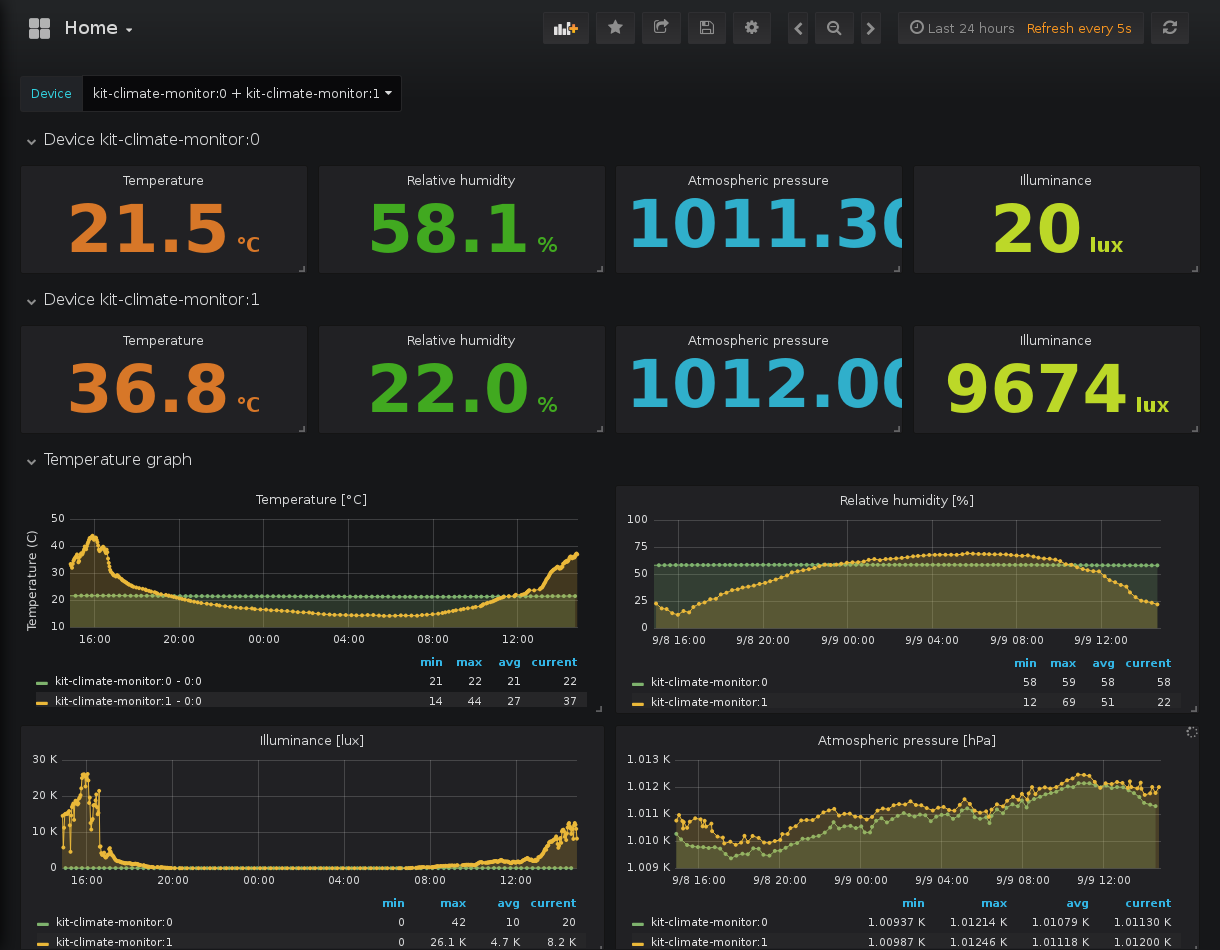 Home
Last 24 hours Refresh every 5s
Device kit-climate-monitor:0 + kit-climate-monitor:1
Device kit-climate-monitor:0
Temperature Relative humidity Atmospheric pressure Illuminance
21.5 °C 58.1 % 1011.30 20 lux
Device kit-climate-monitor:1
Temperature Relative humidity Atmospheric pressure Illuminance
36.8 °C 22.0 % 1012.00 9674 lux
Temperature graph
Temperature [°C]
Temperature (C)
50
40
30
20
10
16:00 20:00 00:00 04:00 08:00 12:00
min max avg current
kit-climate-monitor:0 - 0:0 21 22 21 22
kit-climate-monitor:1 - 0:0 14 44 27 37
Relative humidity [%]
100
75
50
25
0
9/8 16:00 9/8 20:00 9/9 00:00 9/9 04:00 9/9 08:00 9/9 12:00
min max avg current
kit-climate-monitor:0 58 59 58 58
kit-climate-monitor:1 12 69 51 22
Illuminance [lux]
30 K
20 K
10 K
0
16:00 20:00 00:00 04:00 08:00 12:00
min max avg current
kit-climate-monitor:0 0 42 10 20
kit-climate-monitor:1 0 26.1 K 4.7 K 8.2 K
Atmospheric pressure [hPa]
1.013 K
1.012 K
1.011 K
1.010 K
1.009 K
9/8 16:00 9/8 20:00 9/9 00:00 9/9 04:00 9/9 08:00 9/9 12:00
min max avg current
kit-climate-monitor:0 1.00937 K 1.01214 K 1.01079 K 1.01130 K
kit-climate-monitor:1 1.00987 K 1.01246 K 1.01118 K 1.01200 K